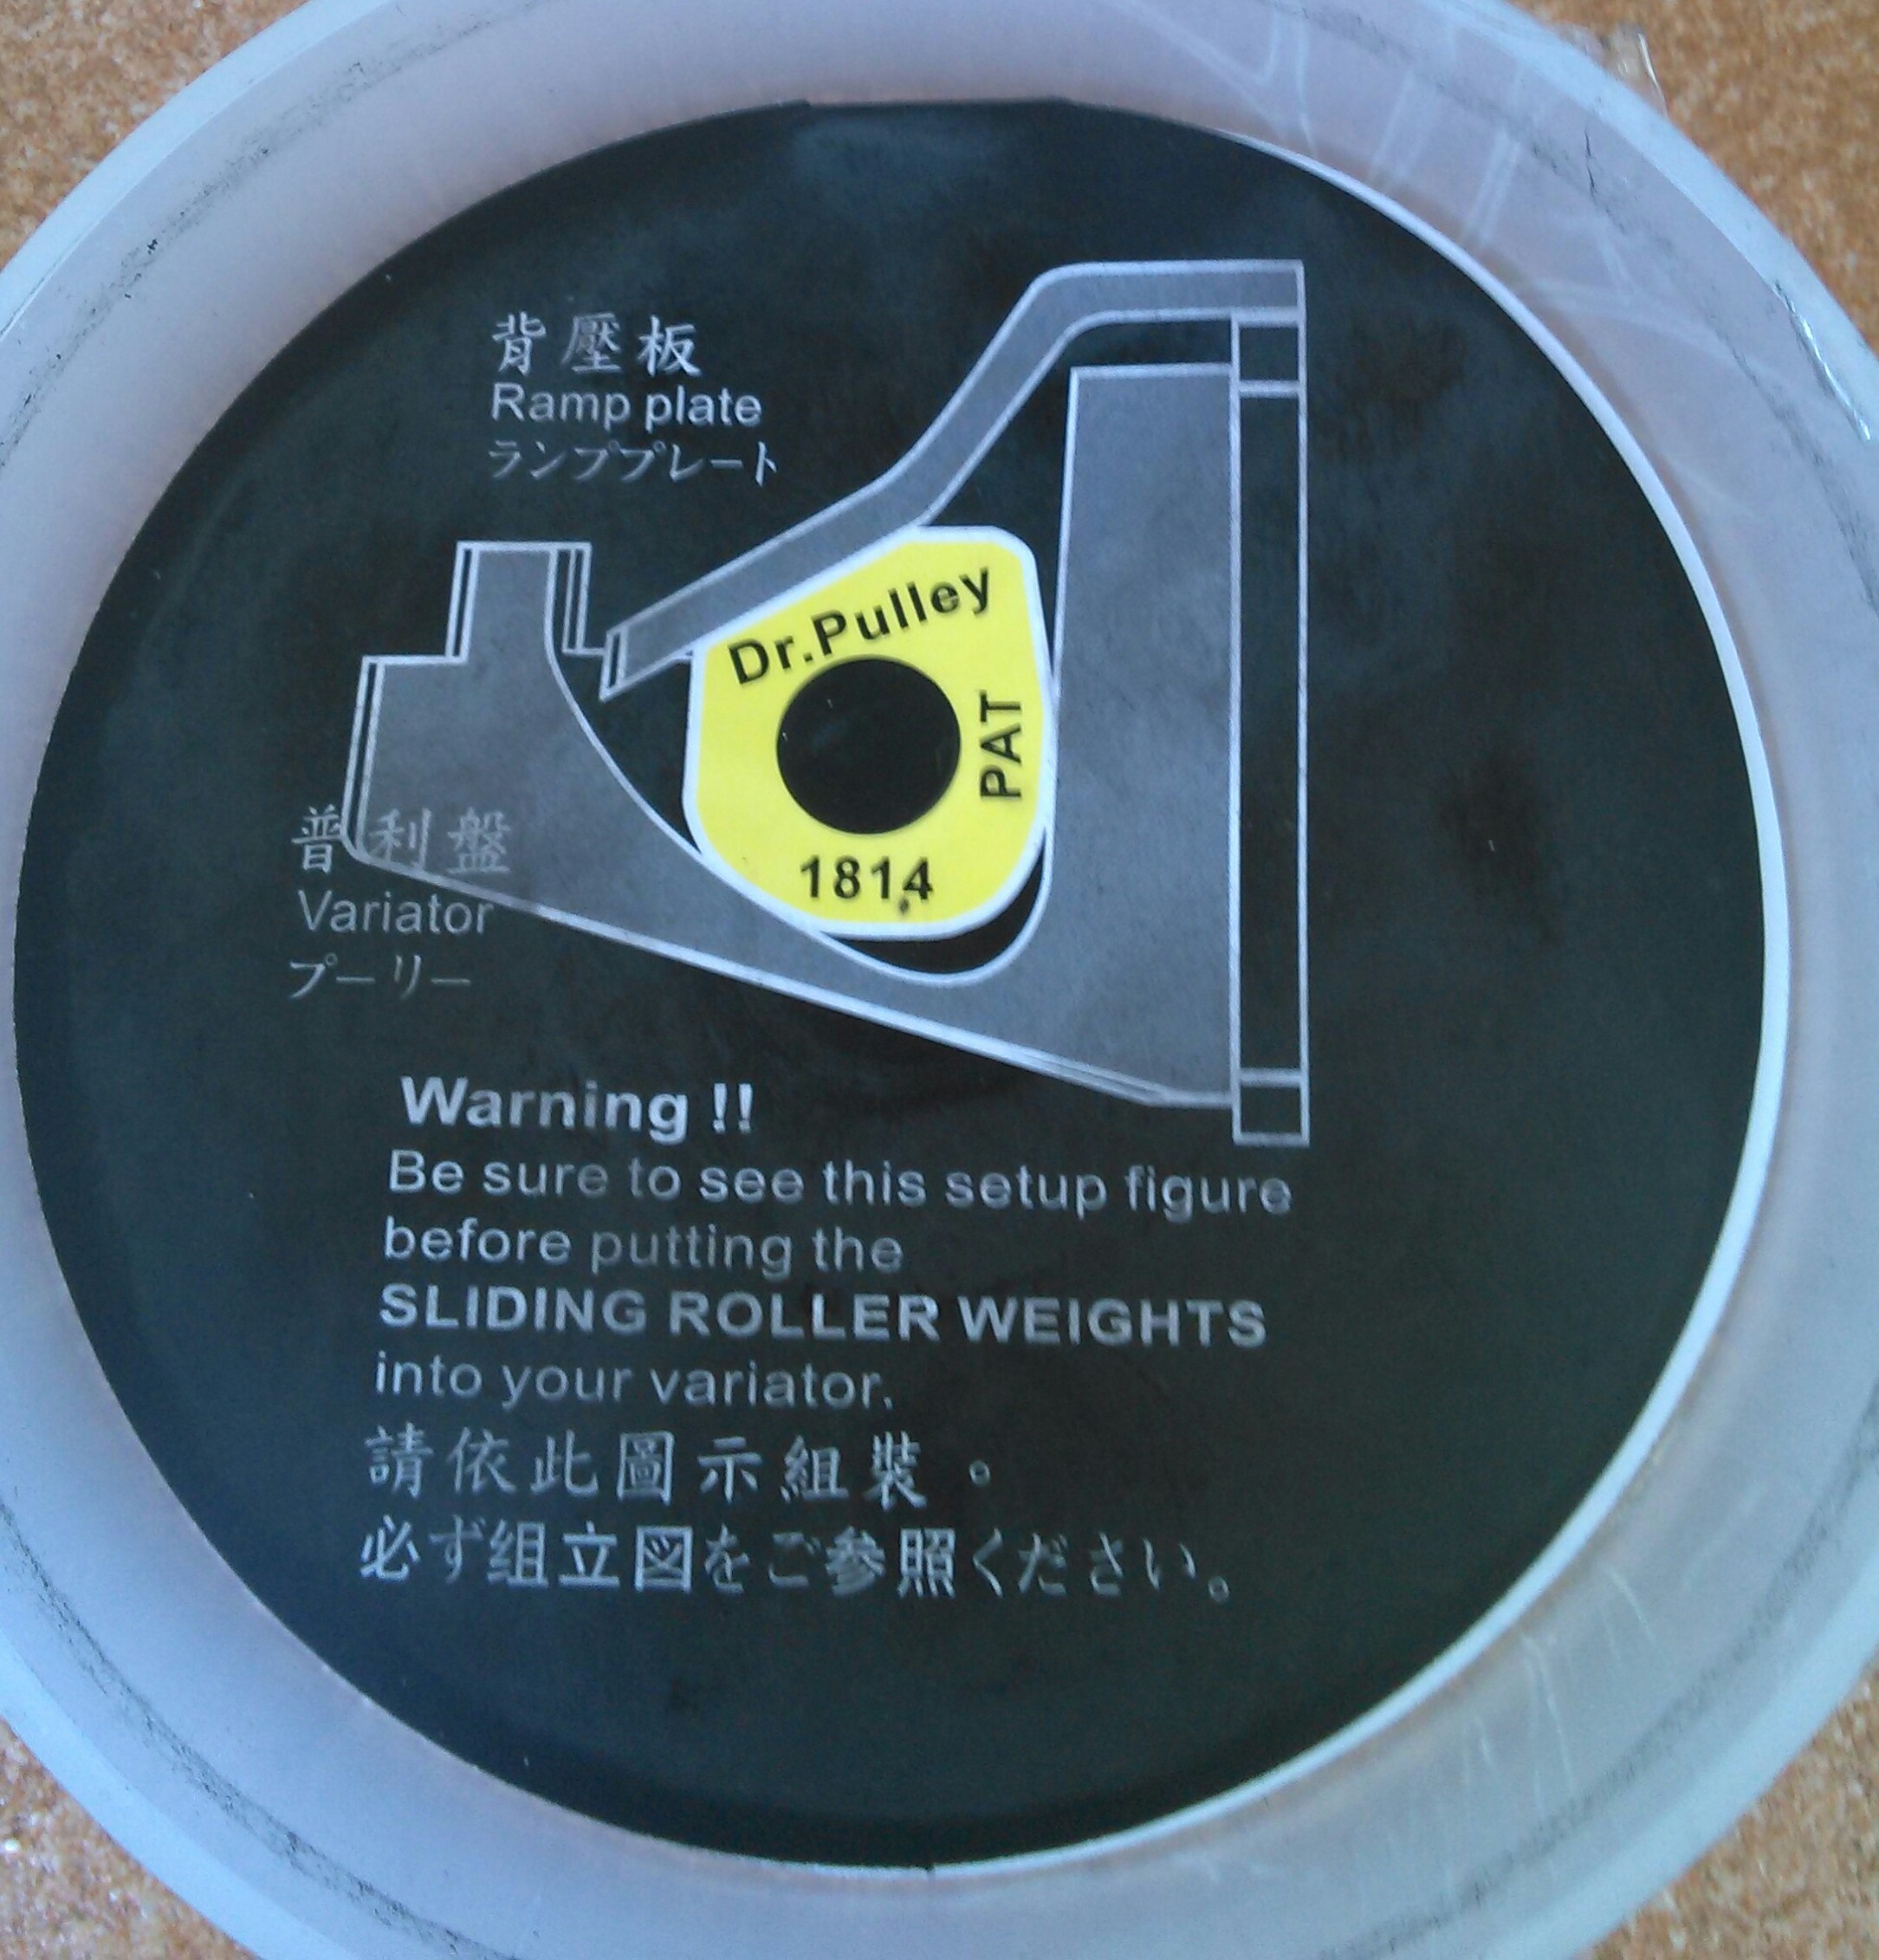 背壓板
Ramp plate
ランププレート
Dr.Pulley
PAT
1814
普利盤
Variator
プーリー
Warning !!
Be sure to see this setup figure
before putting the
SLIDING ROLLER WEIGHTS
into your variator.
請依此圖示組裝。
必ず组立図をご参照ください。